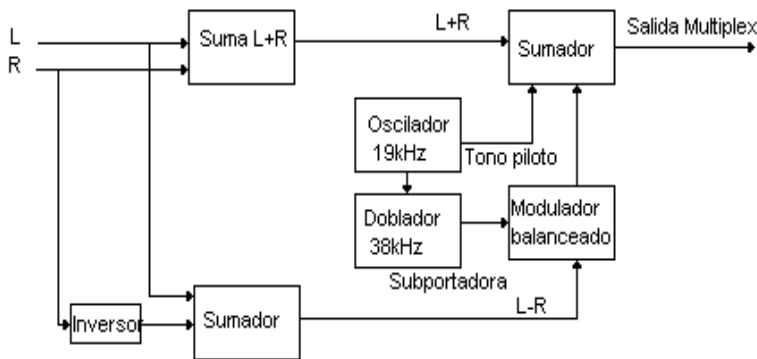 L
R
Suma L+R
L+R
Sumador
Salida Multiplex
Oscilador
19kHz
Tono piloto
Doblador
38kHz
Subportadora
Modulador
balanceado
Inversor
Sumador
L-R